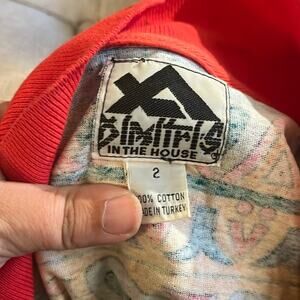 DIMITRIS
IN THE HOUSE
2
100% COTTON
MADE IN TURKEY